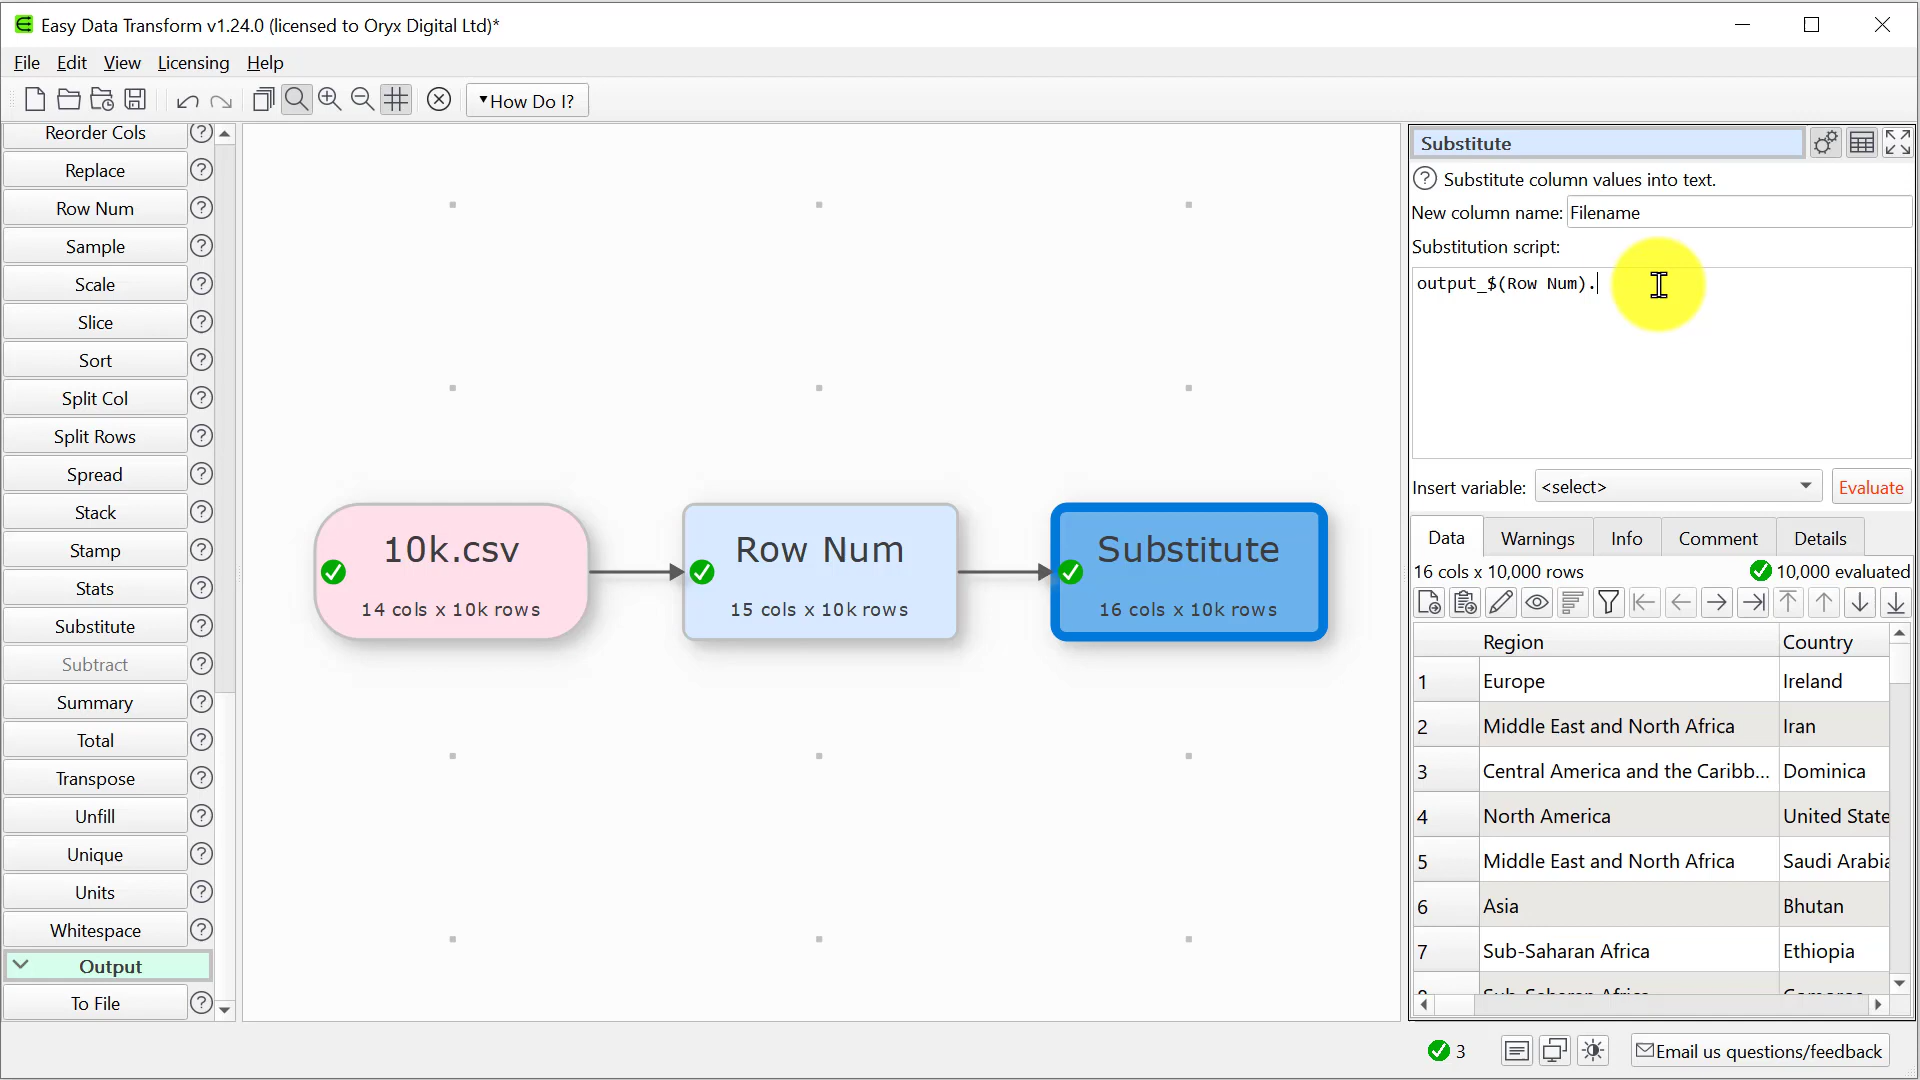 Easy Data Transform v1.24.0 (licensed to Oryx Digital Ltd)*
File Edit View Licensing Help
How Do I?
Reorder Cols
Replace
Row Num
Sample
Scale
Slice
Sort
Split Col
Split Rows
Spread
Stack
Stamp
Stats
Substitute
Subtract
Summary
Total
Transpose
Unfill
Unique
Units
Whitespace
Output
To File
10k.csv
14 cols x 10k rows
Row Num
15 cols x 10k rows
Substitute
16 cols x 10k rows
Substitute
Substitute column values into text.
New column name: Filename
Substitution script:
output_$(Row Num).
Insert variable: <select> Evaluate
Data Warnings Info Comment Details
16 cols x 10,000 rows 10,000 evaluated
Region Country
1 Europe Ireland
2 Middle East and North Africa Iran
3 Central America and the Caribb... Dominica
4 North America United State
5 Middle East and North Africa Saudi Arabia
6 Asia Bhutan
7 Sub-Saharan Africa Ethiopia
Sub-Saharan Africa
3
Email us questions/feedback